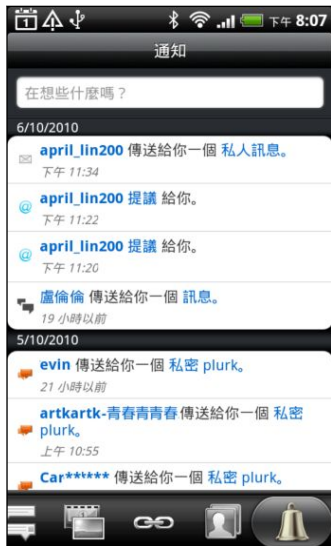 1
下午 8:07
通知
在想些什麼嗎？
6/10/2010
april_lin200 傳送給你一個 私人訊息。
下午 11:34
@ april_lin200 提議 給你。
下午 11:22
@ april_lin200 提議 給你。
下午 11:20
盧倫倫 傳送給你一個 訊息。
19 小時以前
5/10/2010
evin 傳送給你一個 私密 plurk。
21 小時以前
artkartk-青春青青春 傳送給你一個 私密
plurk。
上午 10:55
Car****** 傳送給你一個 私密 plurk。